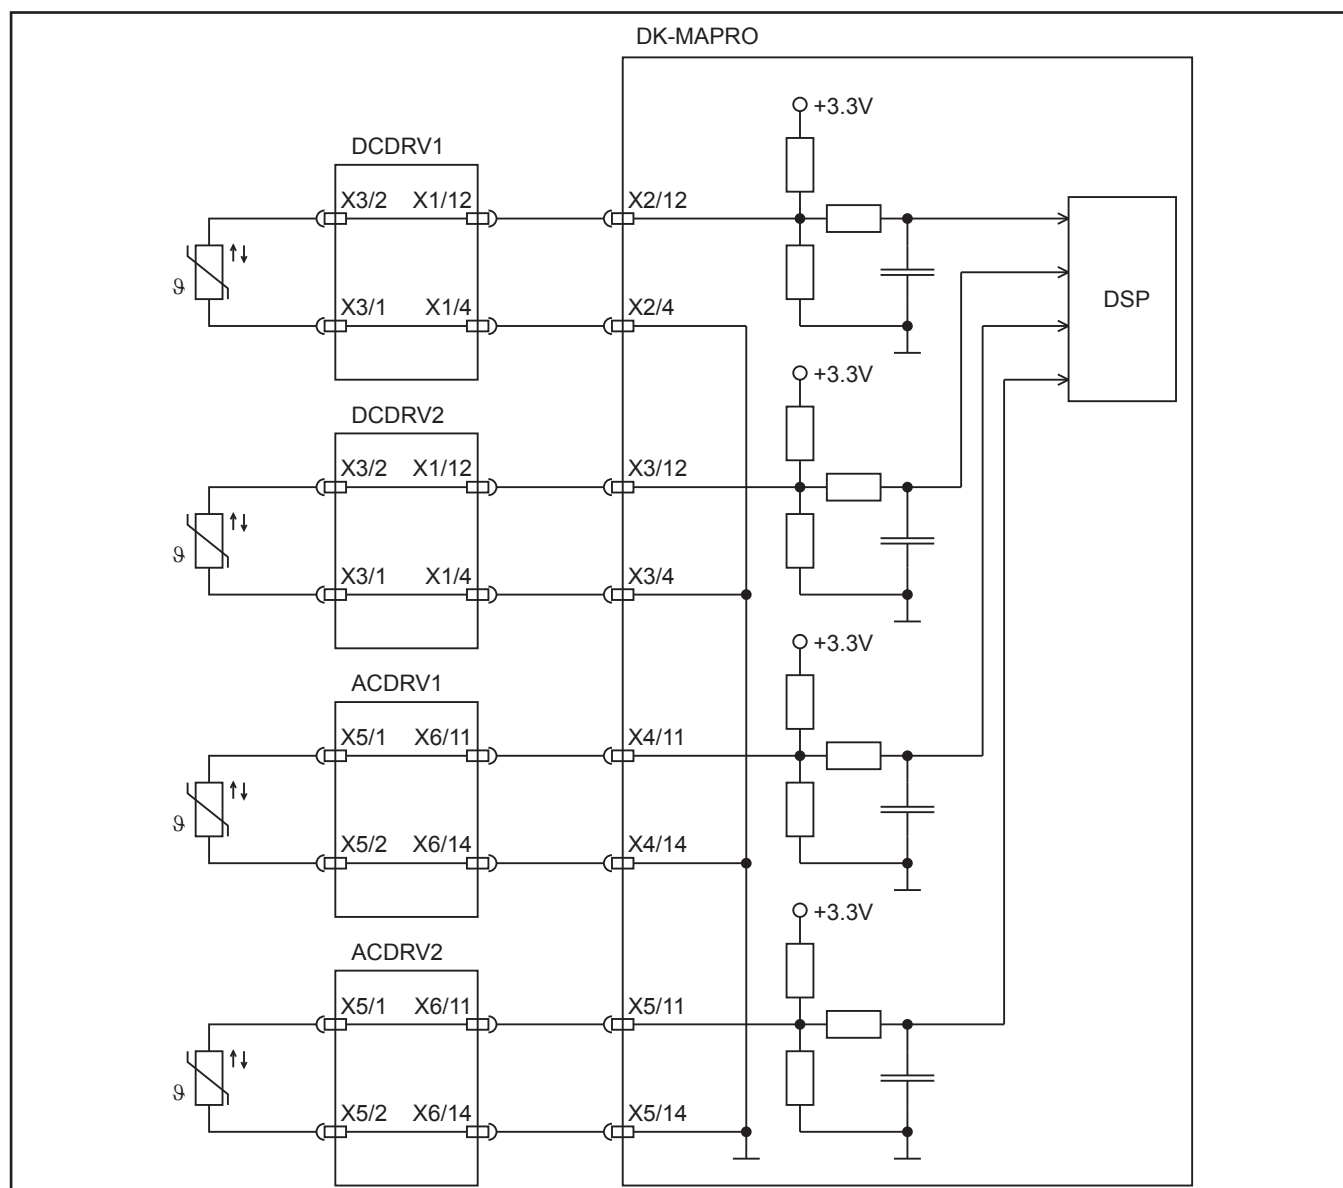 DK-MAPRO
+3.3V
DCDRV1
X3/2 X1/12 X2/12
ϑ
DSP
X3/1 X1/4 X2/4
+3.3V
DCDRV2
X3/2 X1/12 X3/12
ϑ
X3/1 X1/4 X3/4
+3.3V
ACDRV1
X5/1 X6/11 X4/11
ϑ
X5/2 X6/14 X4/14
+3.3V
ACDRV2
X5/1 X6/11 X5/11
ϑ
X5/2 X6/14 X5/14